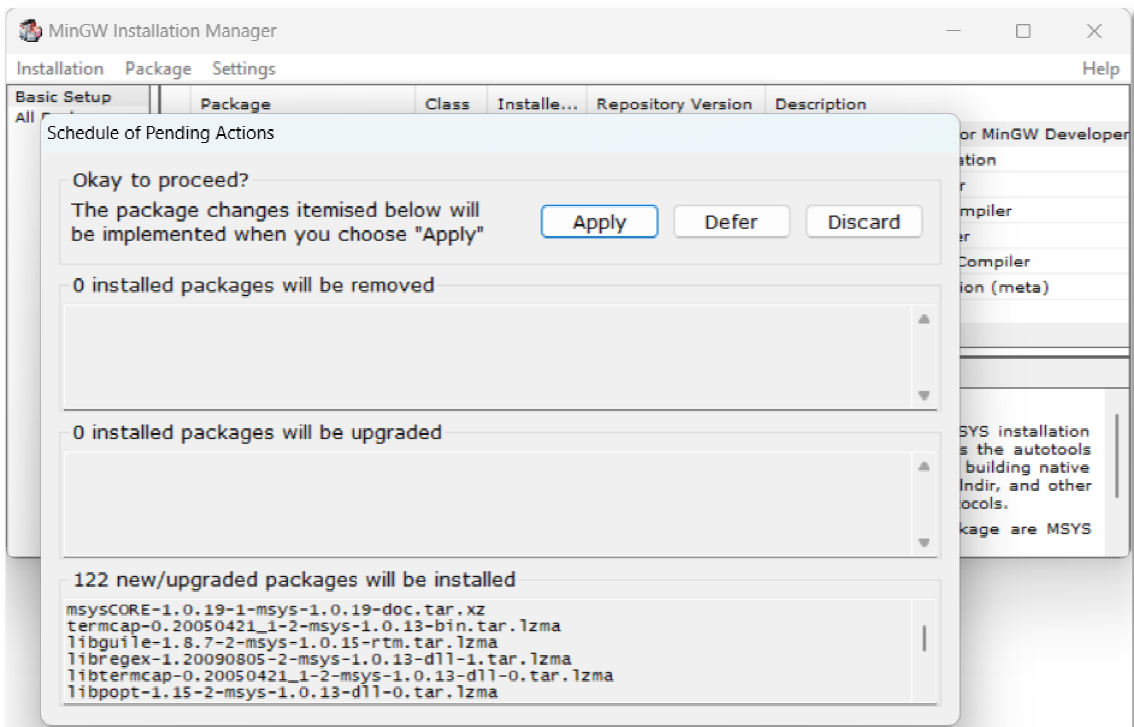 MinGW Installation Manager
Installation Package Settings Help
Basic Setup
All
Package Class Installe... Repository Version Description
Schedule of Pending Actions
or MinGW Developer
ation
r
mpiler
er
Compiler
ion (meta)
Okay to proceed?
The package changes itemised below will
be implemented when you choose "Apply"
Apply Defer Discard
0 installed packages will be removed
0 installed packages will be upgraded
SYS installation
s the autotools
building native
lndir, and other
ocols.
kage are MSYS
122 new/upgraded packages will be installed
msysCORE-1.0.19-1-msys-1.0.19-doc.tar.xz
termcap-0.20050421_1-2-msys-1.0.13-bin.tar.lzma
libguile-1.8.7-2-msys-1.0.15-rtm.tar.lzma
libregex-1.20090805-2-msys-1.0.13-dll-1.tar.lzma
libtermcap-0.20050421_1-2-msys-1.0.13-dll-0.tar.lzma
libpopt-1.15-2-msys-1.0.13-dll-0.tar.lzma